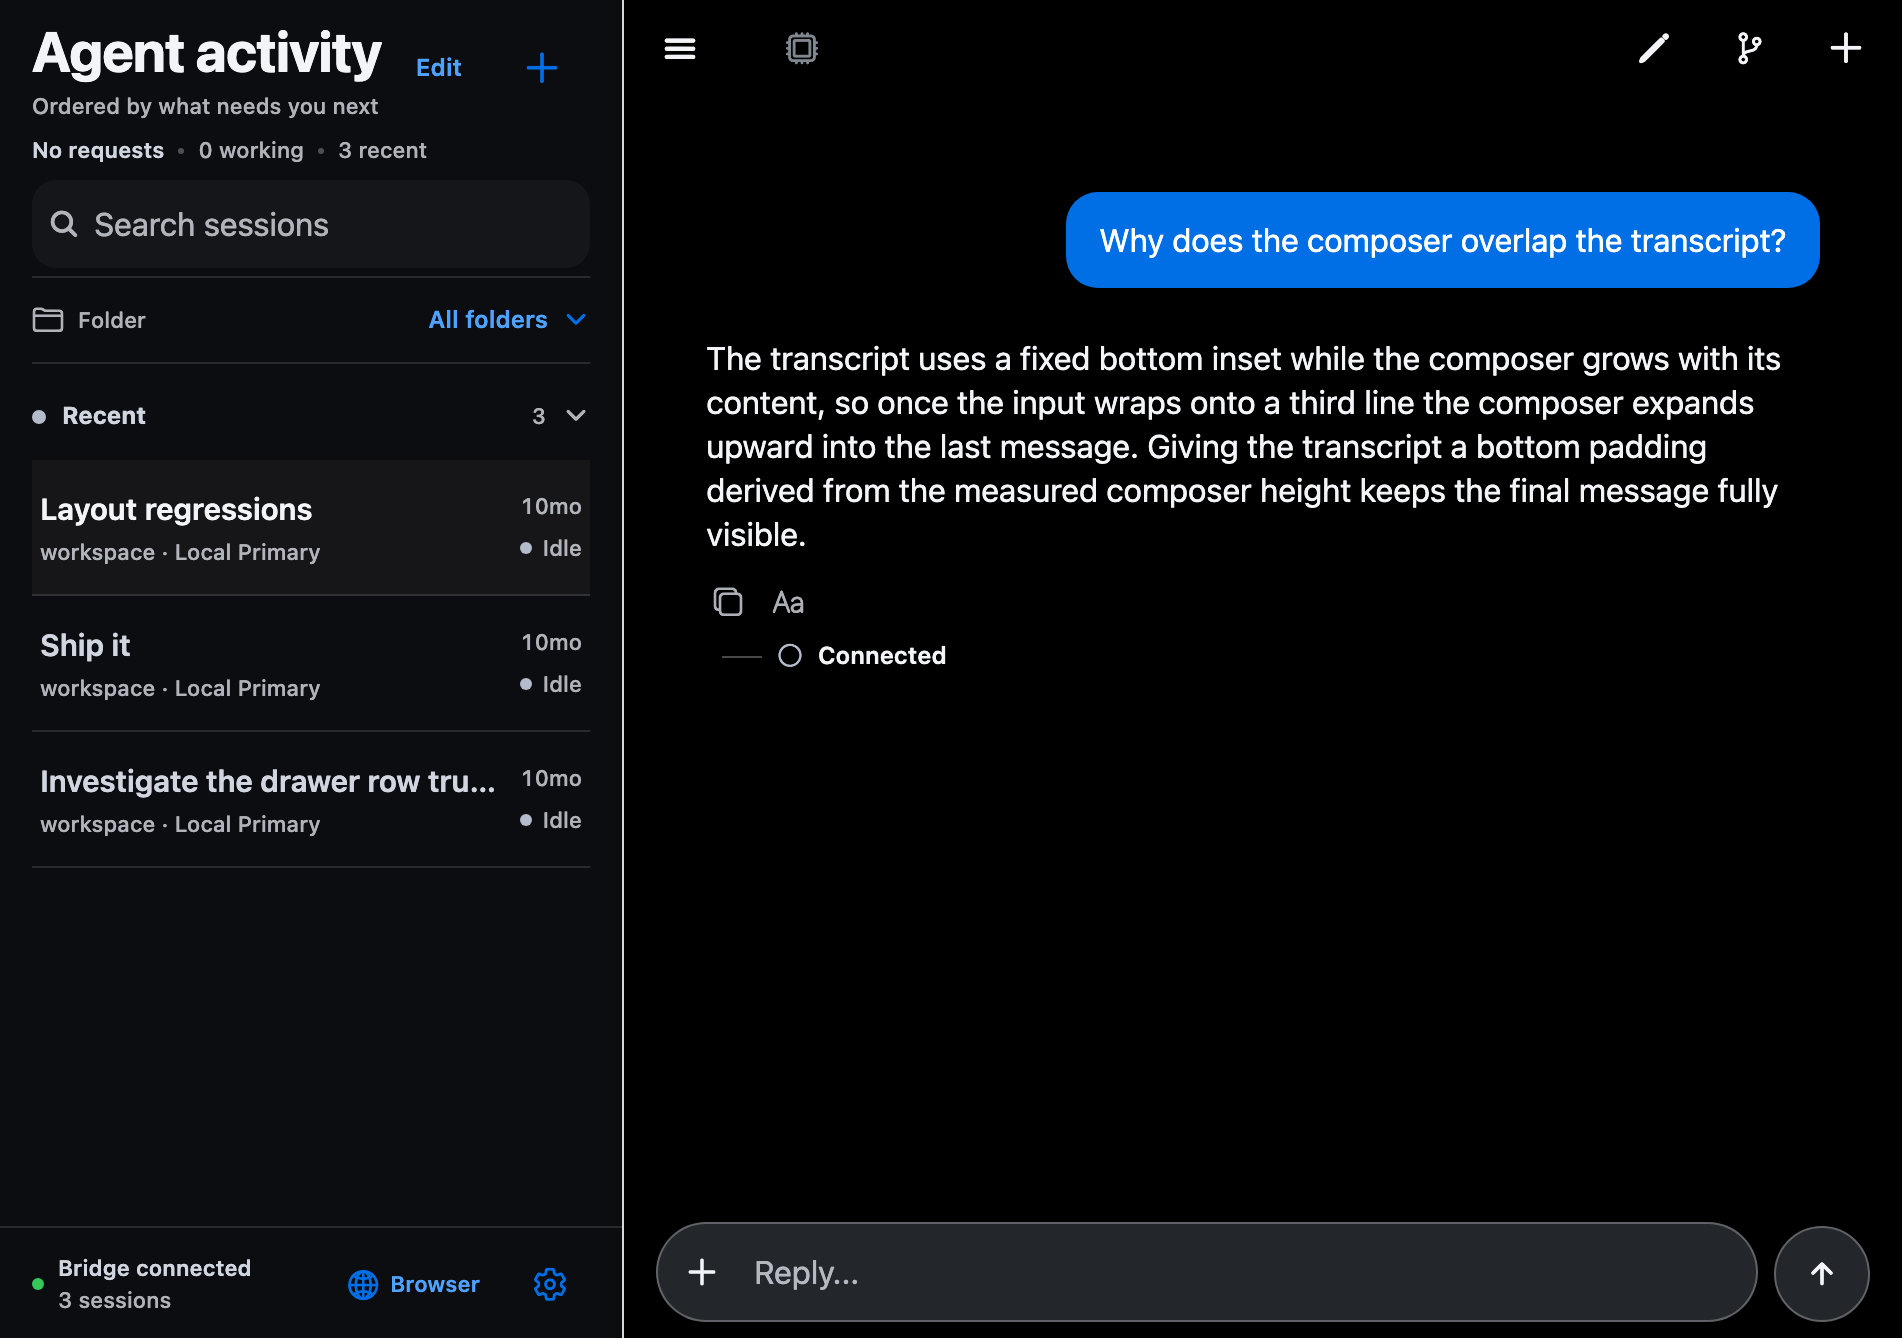 Agent activity
Edit
Ordered by what needs you next
No requests • 0 working • 3 recent
Search sessions
Folder
All folders
Recent
3
Layout regressions
10mo
workspace · Local Primary
Idle
Ship it
10mo
workspace · Local Primary
Idle
Investigate the drawer row tru...
10mo
workspace · Local Primary
Idle
Bridge connected
3 sessions
Browser
Why does the composer overlap the transcript?
The transcript uses a fixed bottom inset while the composer grows with its
content, so once the input wraps onto a third line the composer expands
upward into the last message. Giving the transcript a bottom padding
derived from the measured composer height keeps the final message fully
visible.
Aa
Connected
Reply...